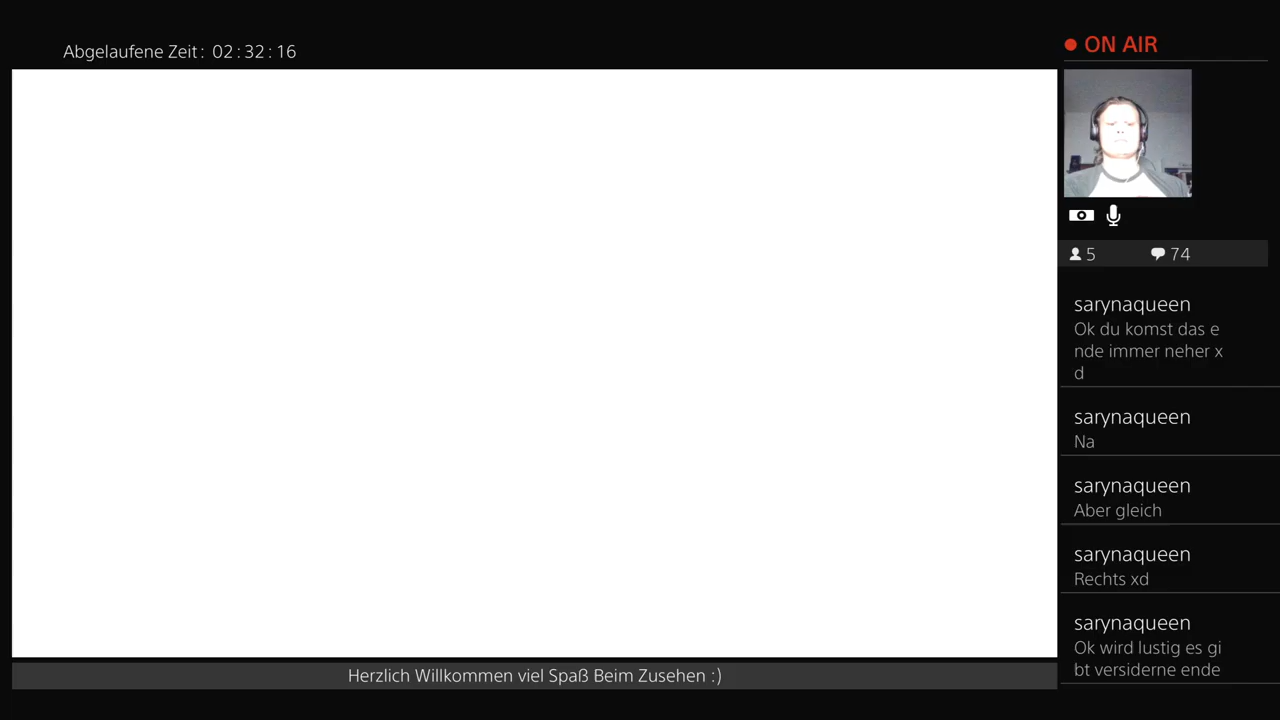 Abgelaufene Zeit: 02:32:16
ON AIR
5 74
sarynaqueen
Ok du komst das e
nde immer neher x
d
sarynaqueen
Na
sarynaqueen
Aber gleich
sarynaqueen
Rechts xd
sarynaqueen
Ok wird lustig es gi
bt versiderne ende
Herzlich Willkommen viel Spaß Beim Zusehen :)